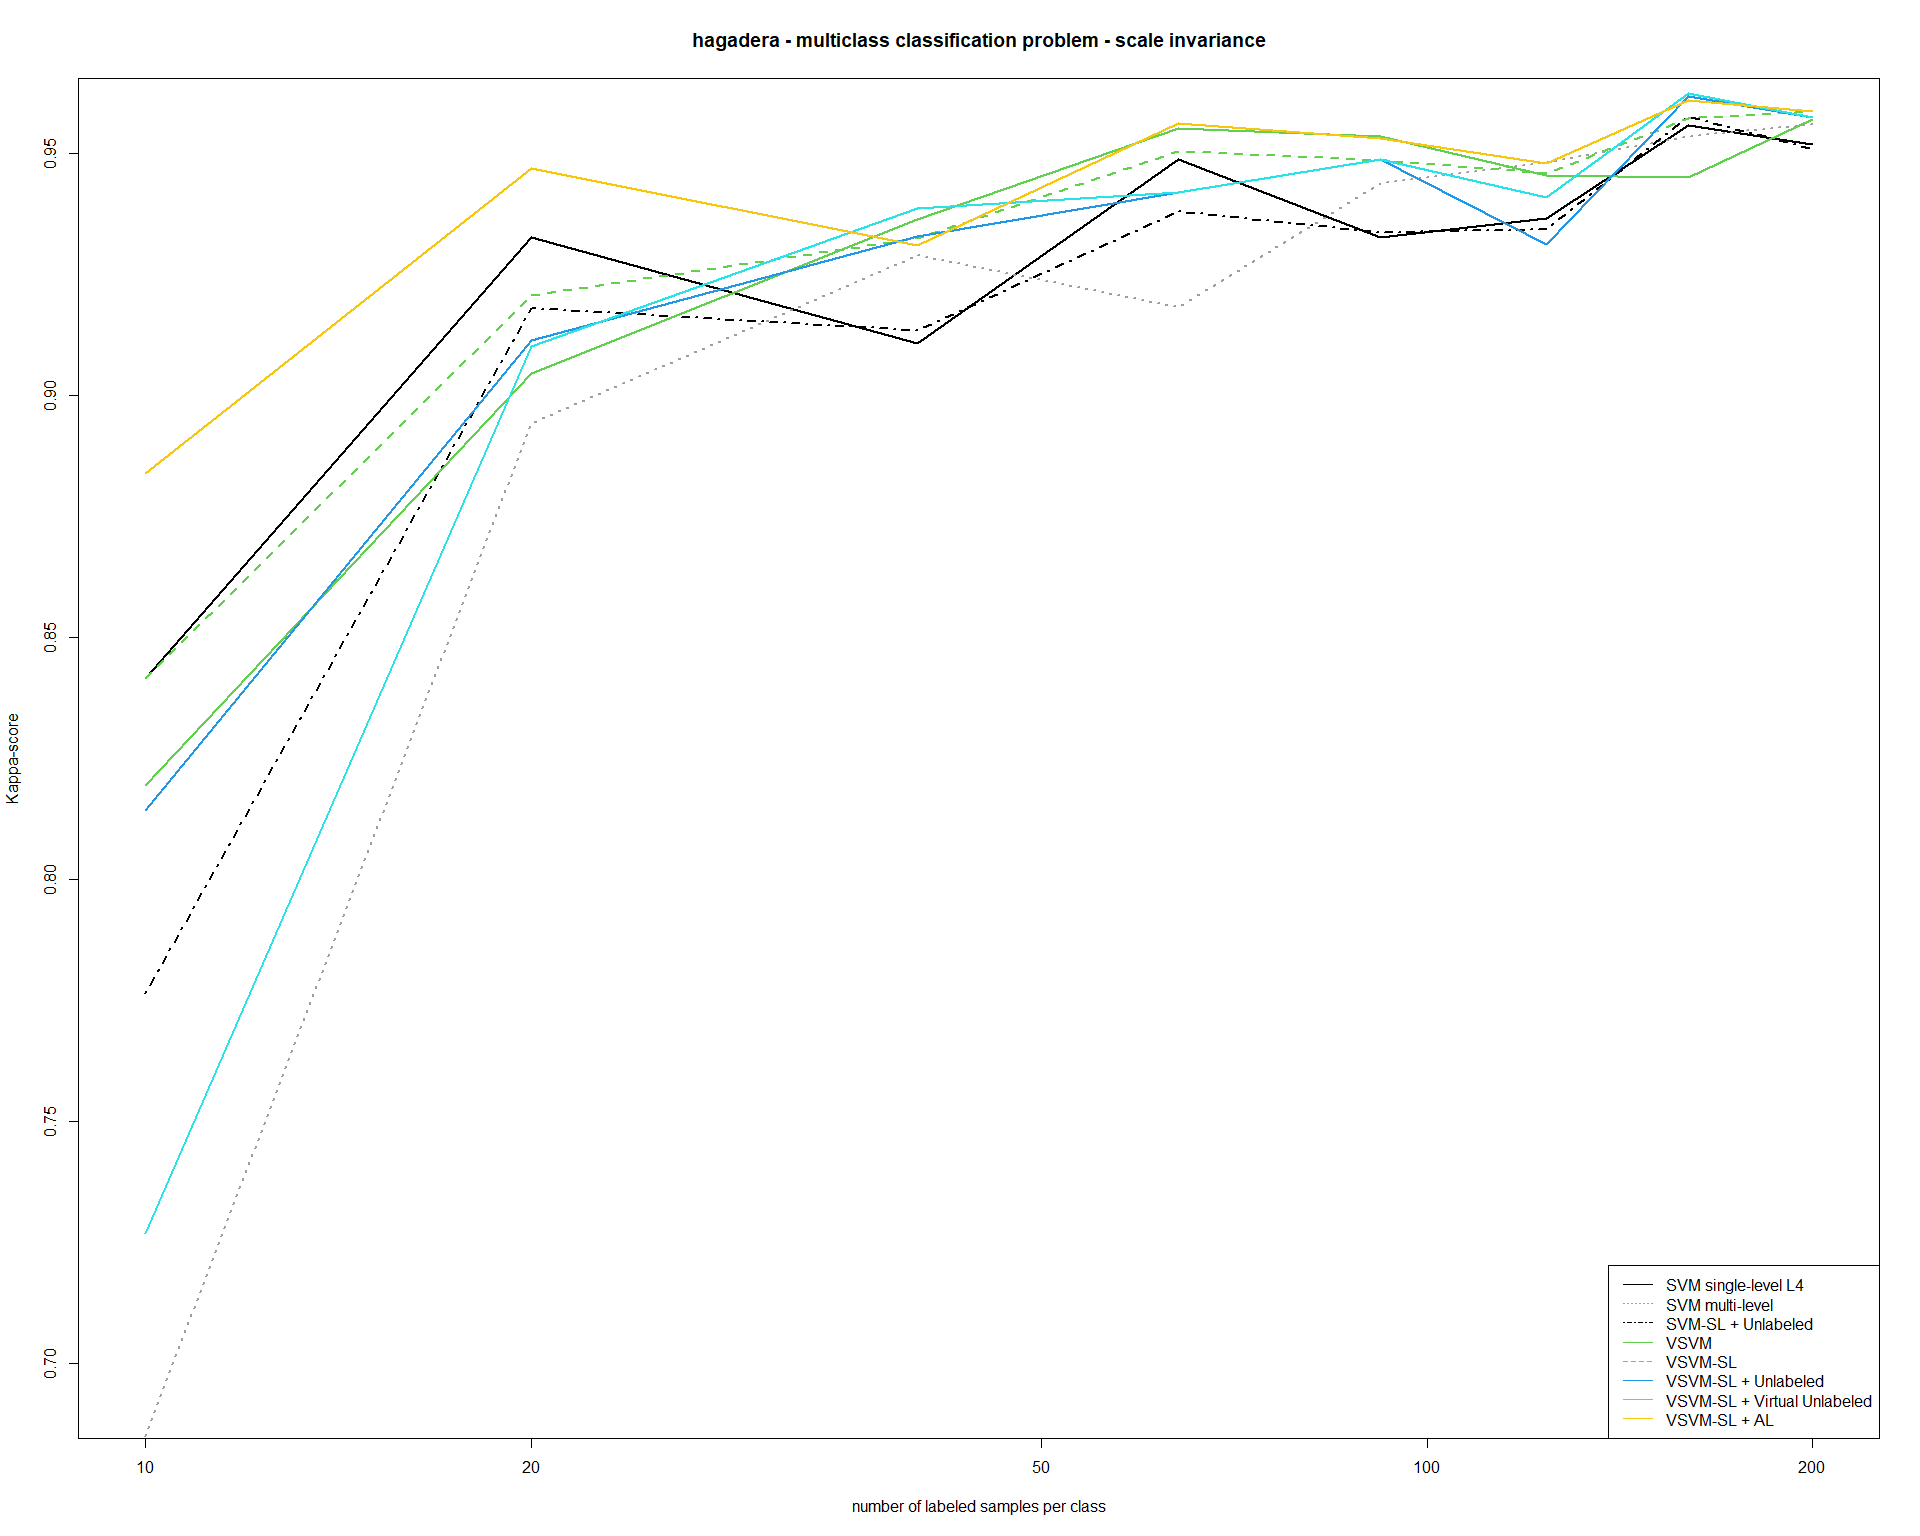 hagadera - multiclass classification problem - scale invariance
Kappa-score
0.95
0.90
0.85
0.80
0.75
0.70
10
20
50
100
200
number of labeled samples per class
SVM single-level L4
SVM multi-level
SVM-SL + Unlabeled
VSVM
VSVM-SL
VSVM-SL + Unlabeled
VSVM-SL + Virtual Unlabeled
VSVM-SL + AL